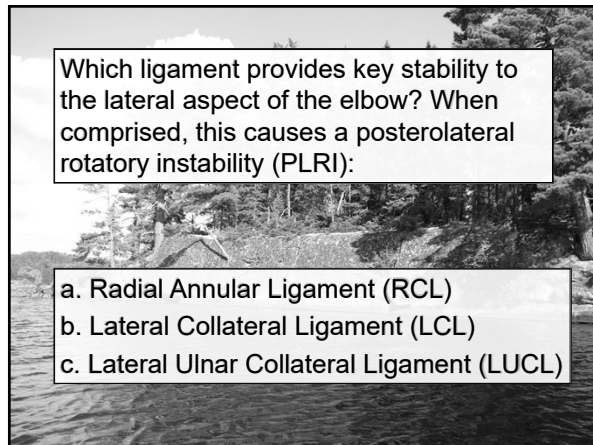 Which ligament provides key stability to
the lateral aspect of the elbow? When
comprised, this causes a posterolateral
rotatory instability (PLRI):
a. Radial Annular Ligament (RCL)
b. Lateral Collateral Ligament (LCL)
c. Lateral Ulnar Collateral Ligament (LUCL)